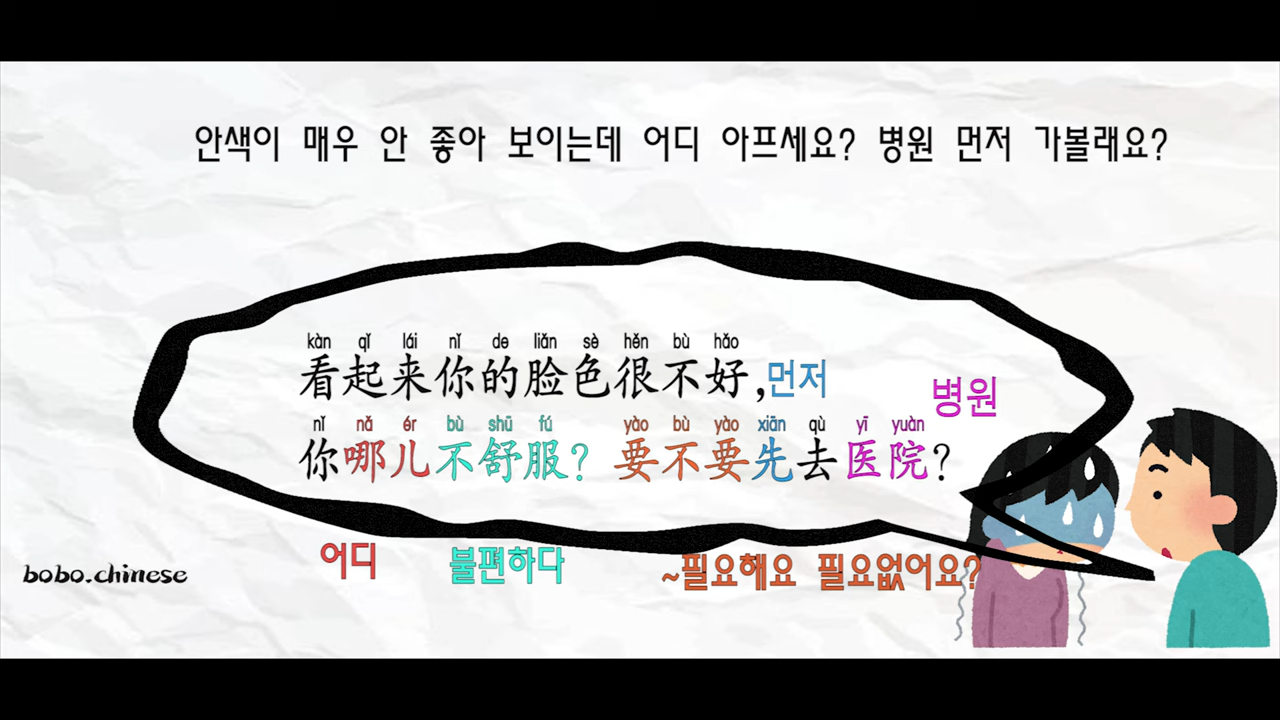 안색이 매우 안 좋아 보이는데 어디 아프세요? 병원 먼저 가볼래요?
kàn qǐ lái nǐ de liǎn sè hěn bù hǎo
看起来你的脸色很不好,먼저
병원
nǐ nǎ ér bù shū fú yào bù yào xiān qù yī yuàn
你哪儿不舒服? 要不要先去医院?
어디 불편하다 ~필요해요 필요없어요?
bobo.chinese